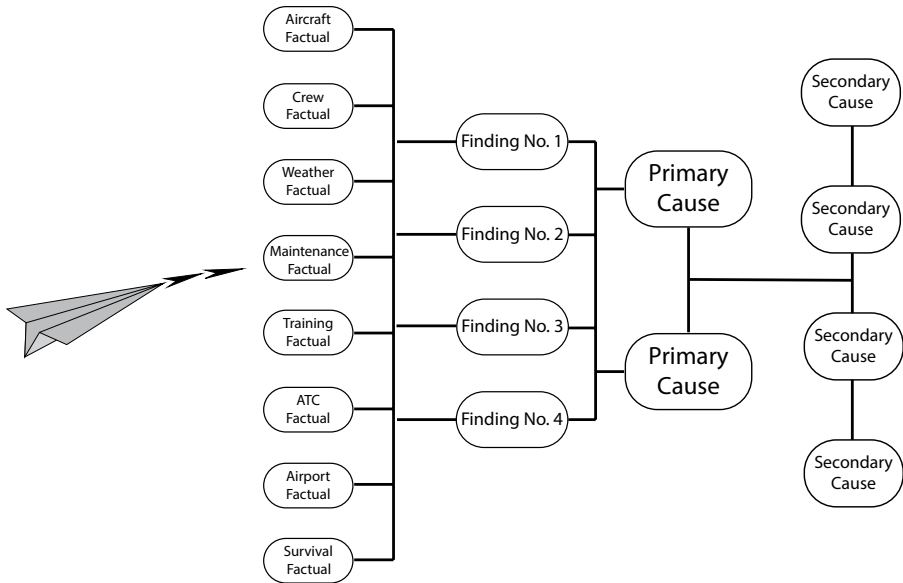 Aircraft
Factual
Crew
Factual
Weather
Factual
Maintenance
Factual
Training
Factual
ATC
Factual
Airport
Factual
Survival
Factual
Finding No. 1
Finding No. 2
Finding No. 3
Finding No. 4
Primary
Cause
Primary
Cause
Secondary
Cause
Secondary
Cause
Secondary
Cause
Secondary
Cause